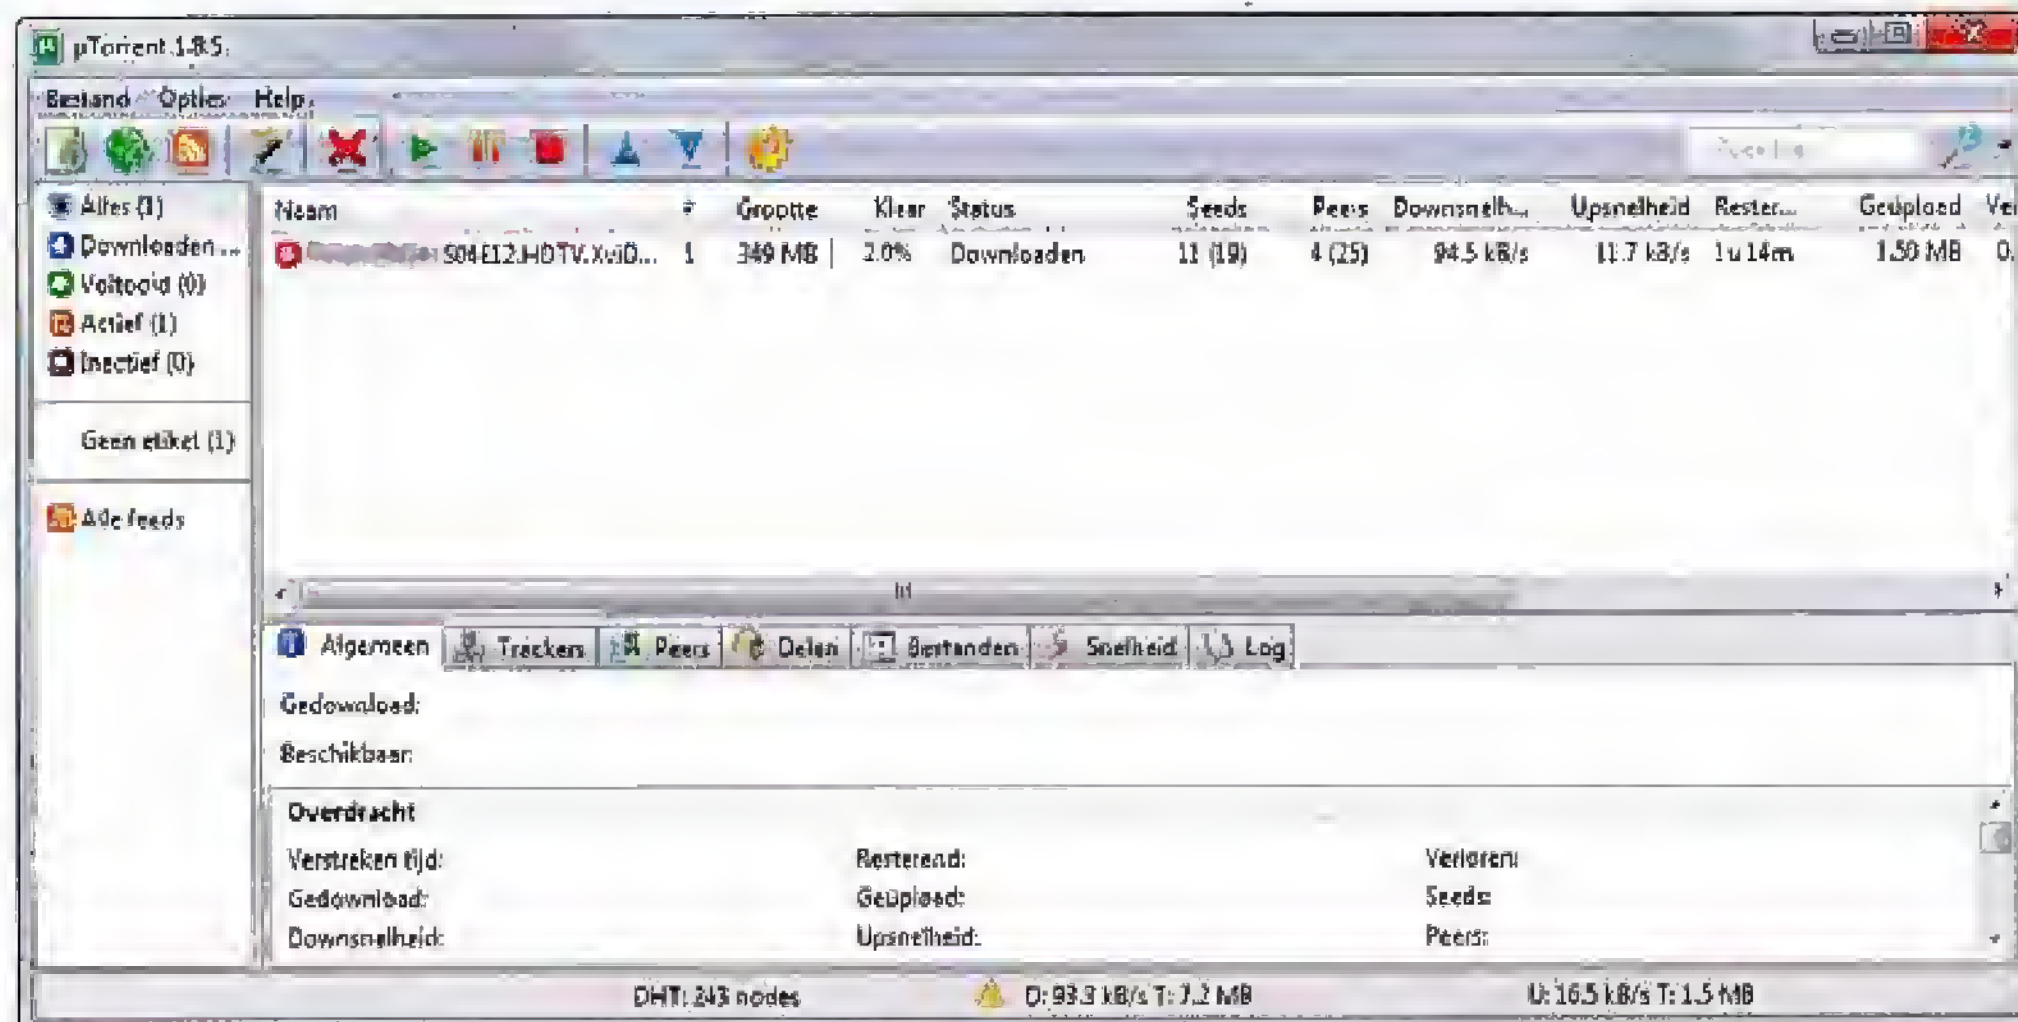 µTorrent 1.8.5
Bestand Opties Help
Alles (1)
Downloaden ...
Voltooid (0)
Actief (1)
Inactief (0)
Geen etiket (1)
Alle feeds
Naam # Grootte Klaar Status Seeds Peers Downsnelh... Upsnelheid Rester... Geüpload Ver
S04E12.HDTV.XviD... 1 349 MB 2.0% Downloaden 11 (19) 4 (25) 94.5 kB/s 11.7 kB/s 1u 14m 1.50 MB 0.
Algemeen Trackers Peers Delen Bestanden Snelheid Log
Gedownload:
Beschikbaar:
Overdracht
Verstreken tijd: Resterend: Verloren:
Gedownload: Geüpload: Seeds:
Downsnelheid: Upsnelheid: Peers:
DHT: 243 nodes D: 93.3 kB/s T: 7.2 MB U: 16.5 kB/s T: 1.5 MB